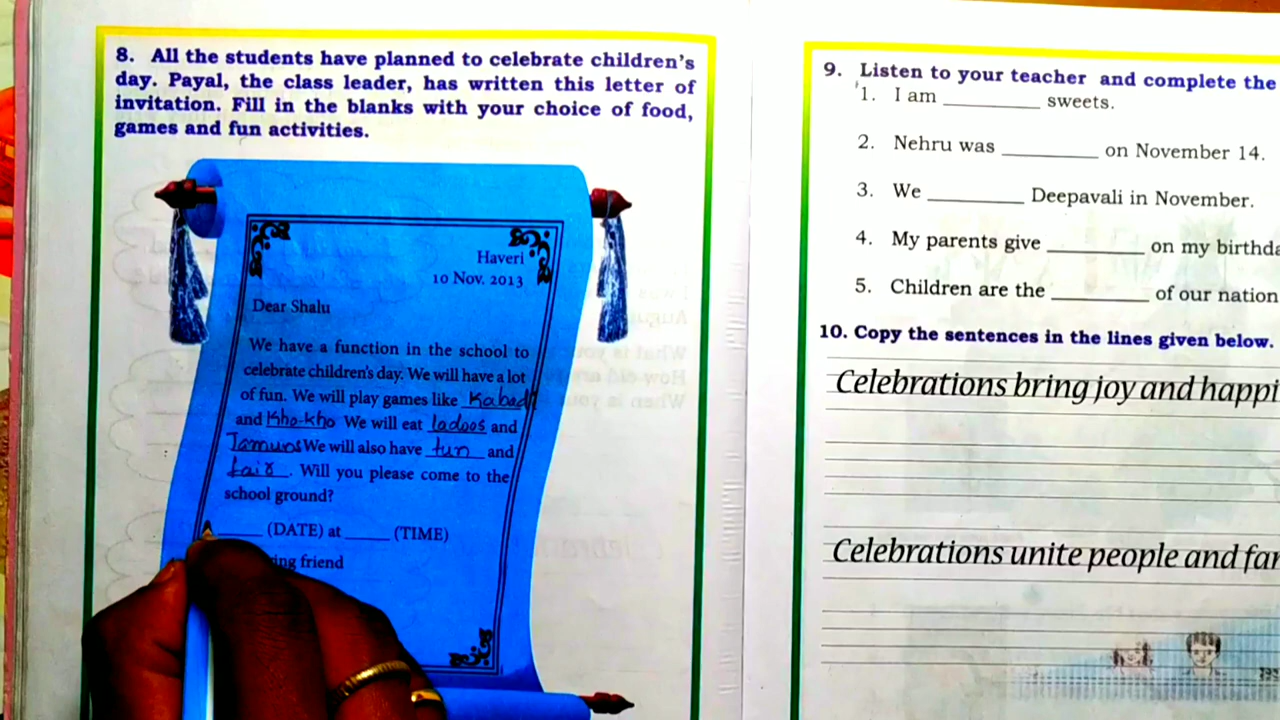 8. All the students have planned to celebrate children's
day. Payal, the class leader, has written this letter of
invitation. Fill in the blanks with your choice of food,
games and fun activities.
Haveri
10 Nov. 2013
Dear Shalu
We have a function in the school to
celebrate children's day. We will have a lot
of fun. We will play games like Kabadi
and Kho-kho We will eat ladoos and
Jamuns We will also have fun and
fair. Will you please come to the
school ground?
_____ (DATE) at _____ (TIME)
friend
9. Listen to your teacher and complete the
1. I am _________ sweets.
2. Nehru was _________ on November 14.
3. We _________ Deepavali in November.
4. My parents give _________ on my
5. Children are the _________ of our nation
10. Copy the sentences in the lines given below.
Celebrations bring joy and
Celebrations unite people and